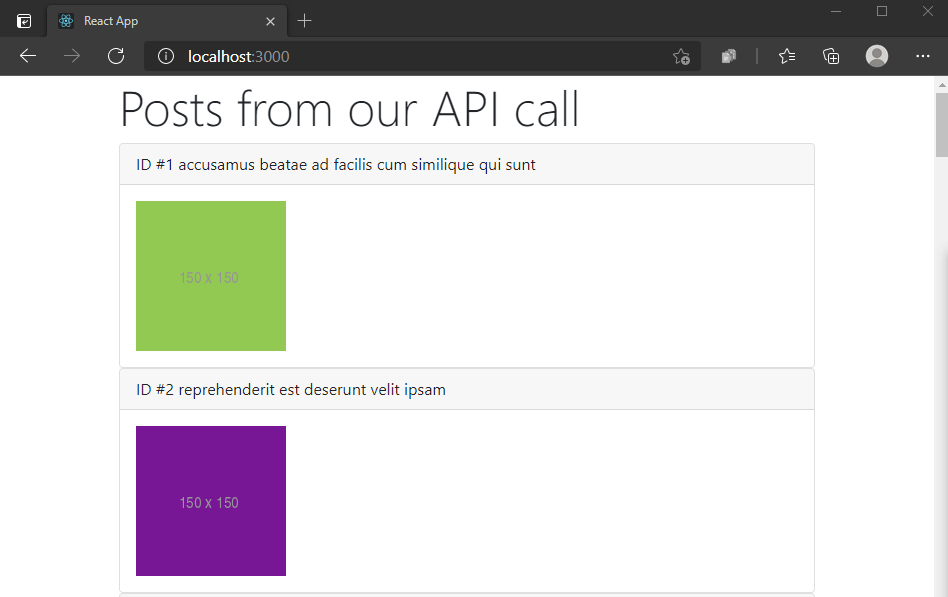 React App
localhost:3000
Posts from our API call
ID #1 accusamus beatae ad facilis cum similique qui sunt
150 x 150
ID #2 reprehenderit est deserunt velit ipsam
150 x 150